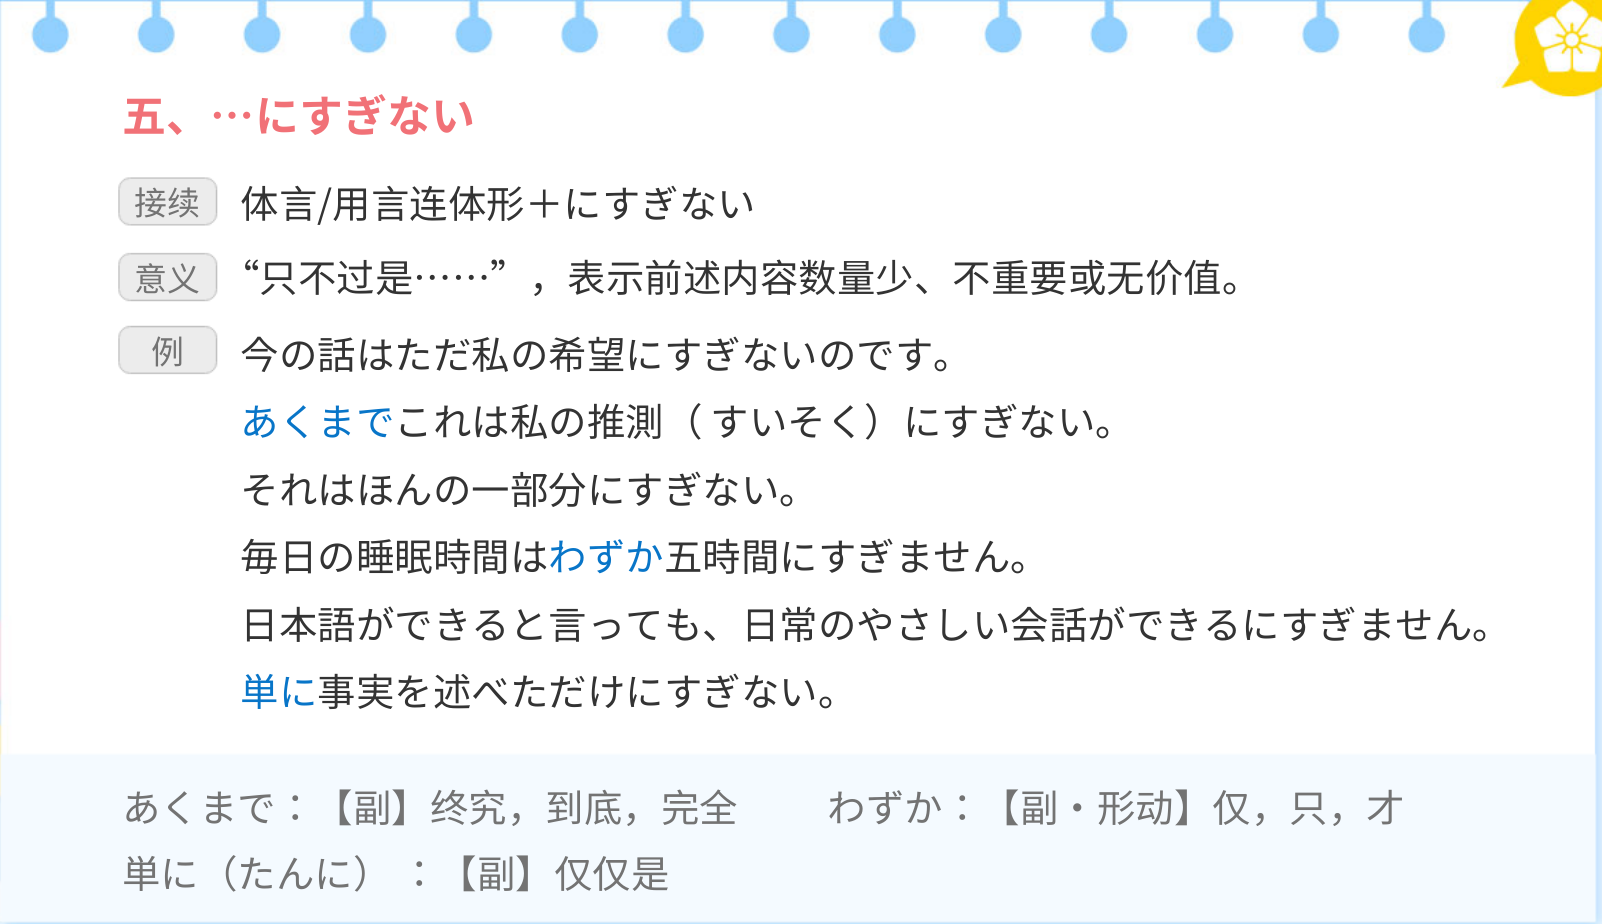 五、…にすぎない
接续 体言/用言连体形＋にすぎない
意义 “只不过是……”，表示前述内容数量少、不重要或无价值。
例 今の話はただ私の希望にすぎないのです。
あくまでこれは私の推測（すいそく）にすぎない。
それはほんの一部分にすぎない。
毎日の睡眠時間はわずか五時間にすぎません。
日本語ができると言っても、日常のやさしい会話ができるにすぎません。
単に事実を述べただけにすぎない。
あくまで：【副】终究，到底，完全 わずか：【副・形动】仅，只，才
単に（たんに）：【副】仅仅是